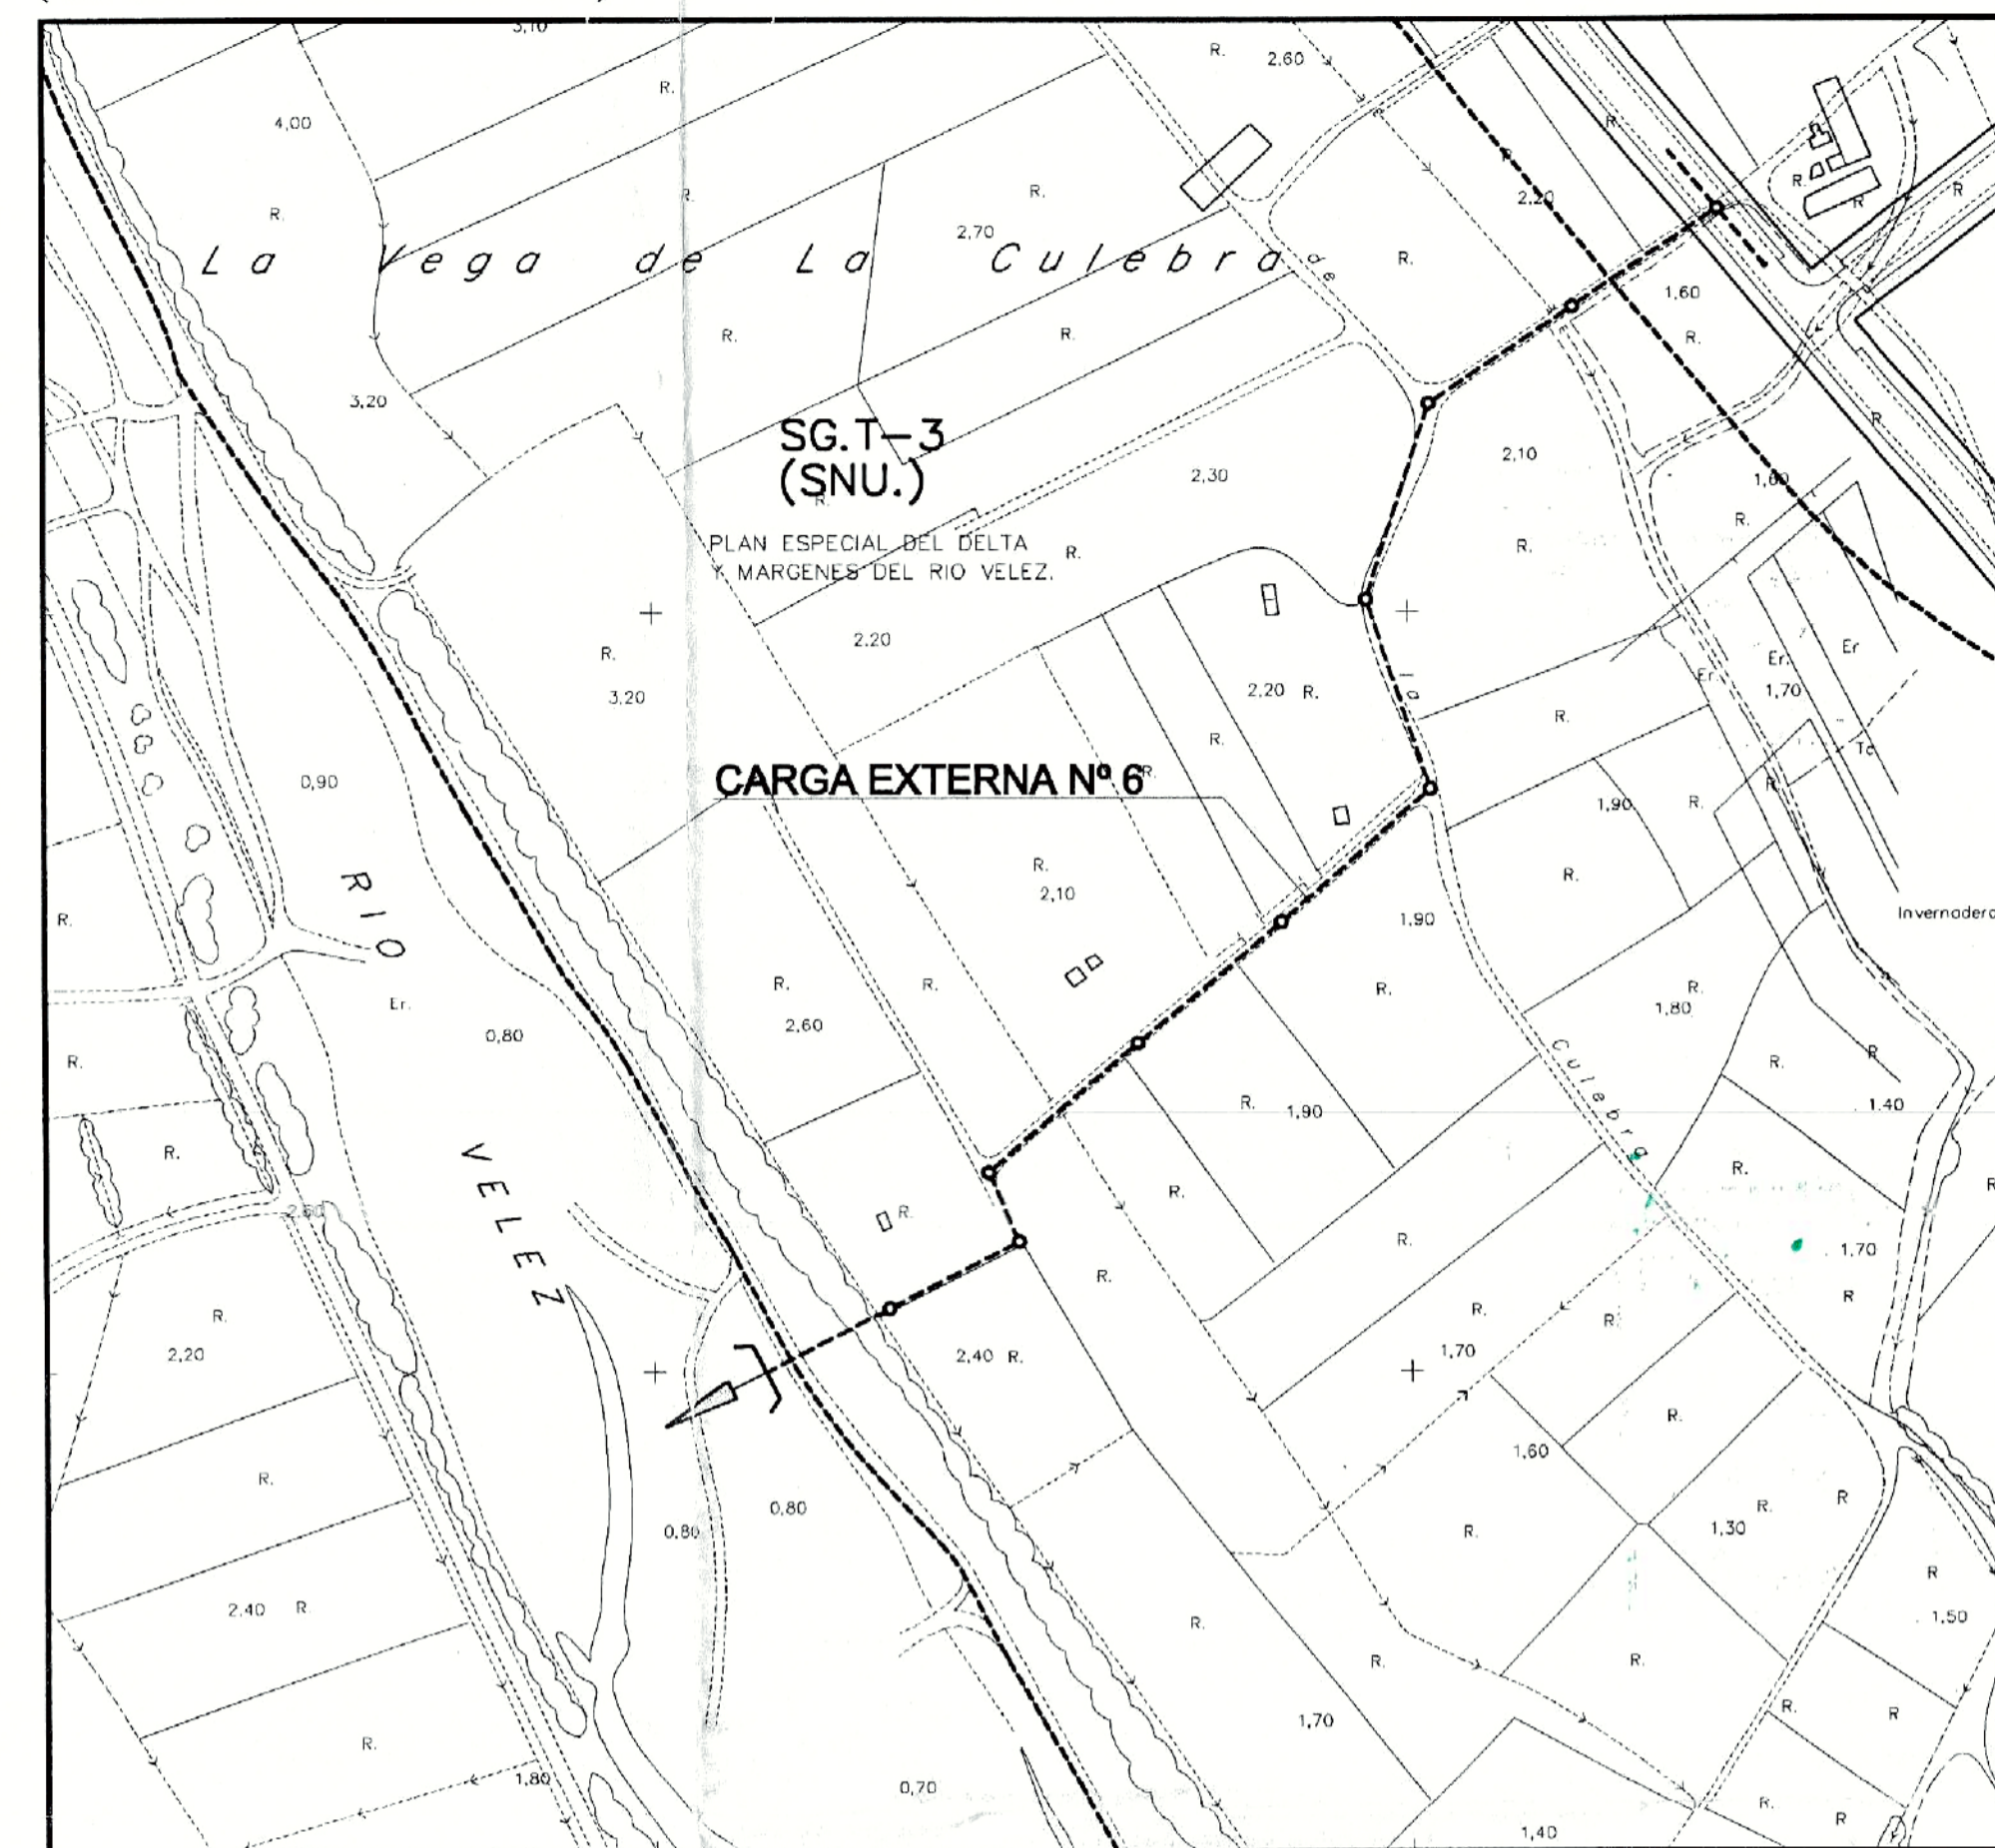 3,10
R.
2,60
R.
4,00
R.
R.
R.
R.
R.
2.20
R.
R
R
R.
R.
2,70
La Vega de La Culebra
de
R.
1,60
R.
R.
R.
3,20
R
SG.T-3
(SNU.)
R.
2,30
2,10
1,60
R.
PLAN ESPECIAL DEL DELTA
Y MARGENES DEL RIO VELEZ.
R.
R.
2.20
R.
3,20
2,20 R.
la
Er.
Er
Er.
1,70
R.
R.
Tc
CARGA EXTERNA Nº 6
R.
0,90
1,90
R.
R
R.
2,10
R.
RIO
R.
1,90
Invernadero
R.
R.
R.
R.
Er.
2,60
0,80
1,80
R.
R
R.
Culebra
R.
1,90
1.40
VELEZ
R.
R.
R.
R
2.60
R.
R.
1,70
R.
R
R.
R.
R.
2,20
2,40 R.
1,70
R.
1,60
R.
R
R.
0,80
0.80
R.
1,30
R
2.40 R.
1,50
R.
R.
R.
R.
R
1,70
R.
1,80
0,70
R.
R
1,40